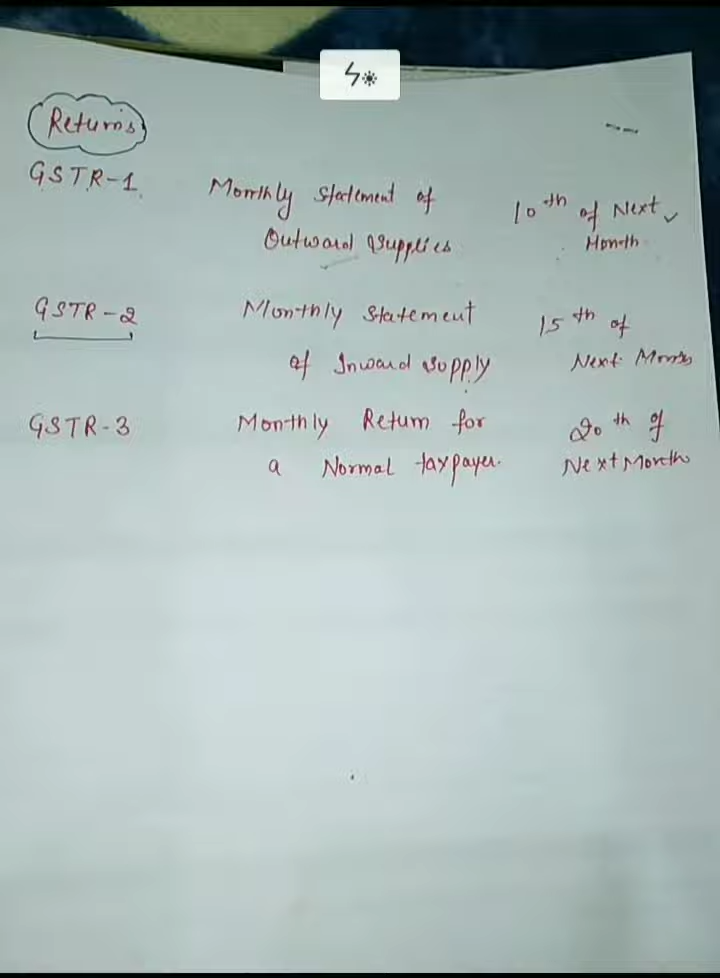 Returns
GSTR-1 Monthly Statement of 10th of Next
Outward Supplies Month
GSTR-2 Monthly Statement 15th of
of Inward Supply Next Month
GSTR-3 Monthly Return for 20th of
a Normal taxpayer. Next Month